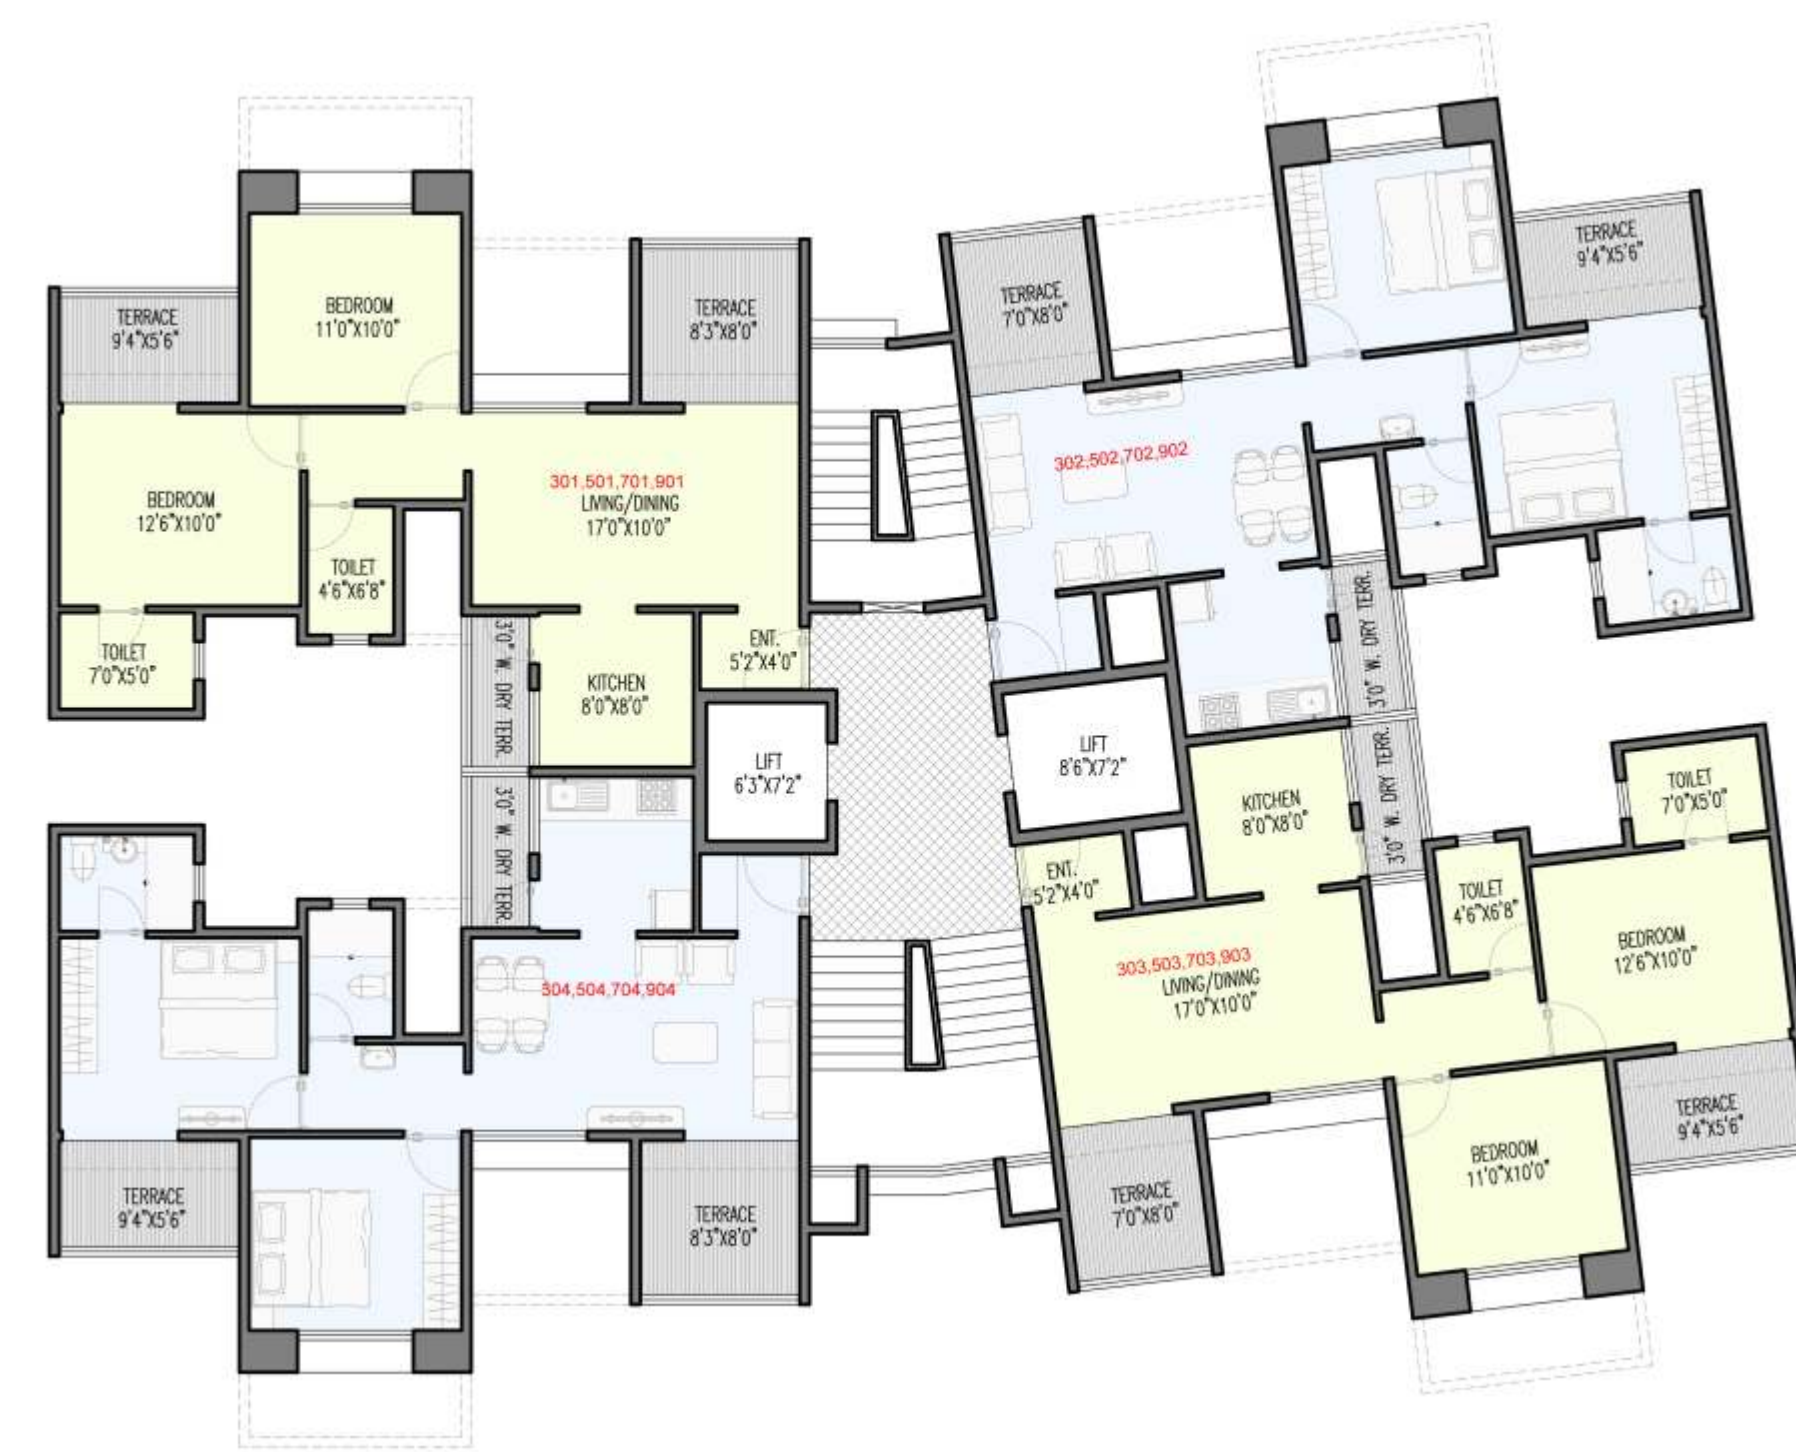 TERRACE
9'4"X5'6"
BEDROOM
11'0"X10'0"
TERRACE
8'3"X8'0"
TERRACE
7'0"X8'0"
TERRACE
9'4"X5'6"
BEDROOM
12'6"X10'0"
301,501,701,901
LIVING/DINING
17'0"X10'0"
302,502,702,902
TOILET
4'6"X6'8"
TOILET
7'0"X5'0"
3'0" W. DRY TERR.
KITCHEN
8'0"X8'0"
ENT.
5'2"X4'0"
3'0" W. DRY TERR.
LIFT
6'3"X7'2"
LIFT
8'6"X7'2"
3'0" W. DRY TERR.
KITCHEN
8'0"X8'0"
3'0" W. DRY TERR.
TOILET
7'0"X5'0"
ENT.
5'2"X4'0"
TOILET
4'6"X6'8"
BEDROOM
12'6"X10'0"
304,504,704,904
303,503,703,903
LIVING/DINING
17'0"X10'0"
TERRACE
9'4"X5'6"
BEDROOM
11'0"X10'0"
TERRACE
9'4"X5'6"
TERRACE
8'3"X8'0"
TERRACE
7'0"X8'0"